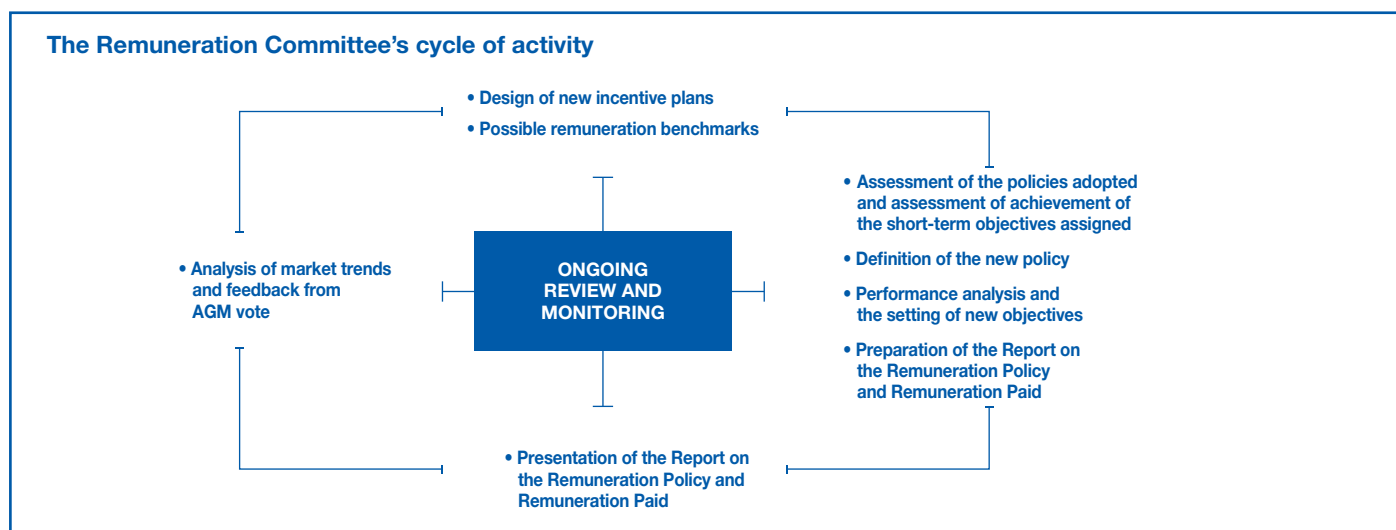 The Remuneration Committee’s cycle of activity
• Design of new incentive plans
• Possible remuneration benchmarks
• Assessment of the policies adopted
and assessment of achievement of
the short-term objectives assigned
• Definition of the new policy
• Performance analysis and
the setting of new objectives
• Preparation of the Report on
the Remuneration Policy
and Remuneration Paid
• Analysis of market trends
and feedback from
AGM vote
ONGOING
REVIEW AND
MONITORING
• Presentation of the Report on
the Remuneration Policy and
Remuneration Paid